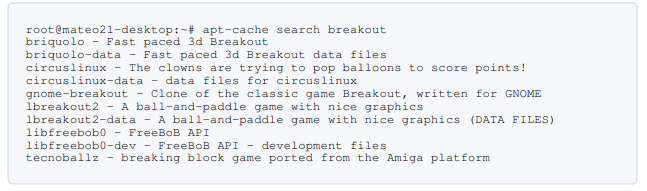 root@mateo21-desktop:~# apt-cache search breakout
briquolo - Fast paced 3d Breakout
briquolo-data - Fast paced 3d Breakout data files
circuslinux - The clowns are trying to pop balloons to score points!
circuslinux-data - data files for circuslinux
gnome-breakout - Clone of the classic game Breakout, written for GNOME
lbreakout2 - A ball-and-paddle game with nice graphics
lbreakout2-data - A ball-and-paddle game with nice graphics (DATA FILES)
libfreebob0 - FreeBoB API
libfreebob0-dev - FreeBoB API - development files
tecnoballz - breaking block game ported from the Amiga platform